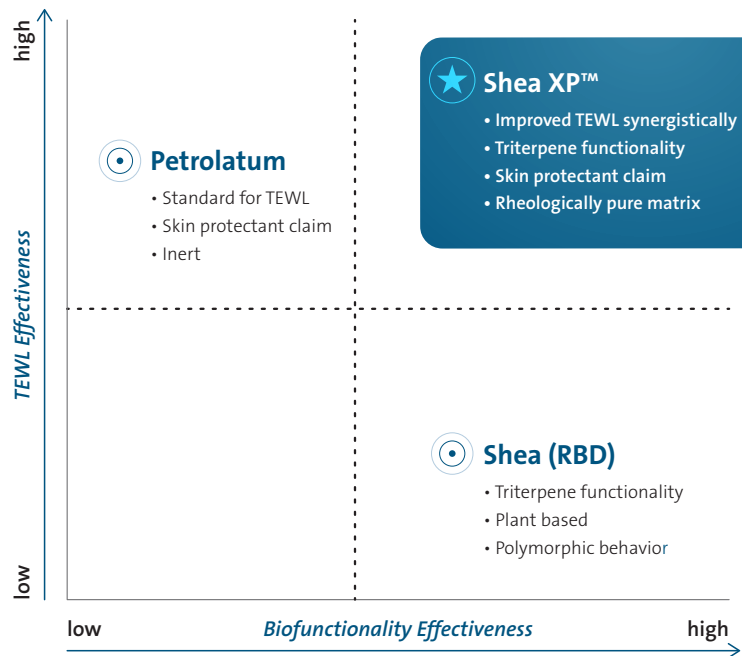 high
Shea XP™
• Improved TEWL synergistically
• Triterpene functionality
• Skin protectant claim
• Rheologically pure matrix
Petrolatum
• Standard for TEWL
• Skin protectant claim
• Inert
TEWL Effectiveness
Shea (RBD)
• Triterpene functionality
• Plant based
• Polymorphic behavior
low
low
Biofunctionality Effectiveness
high